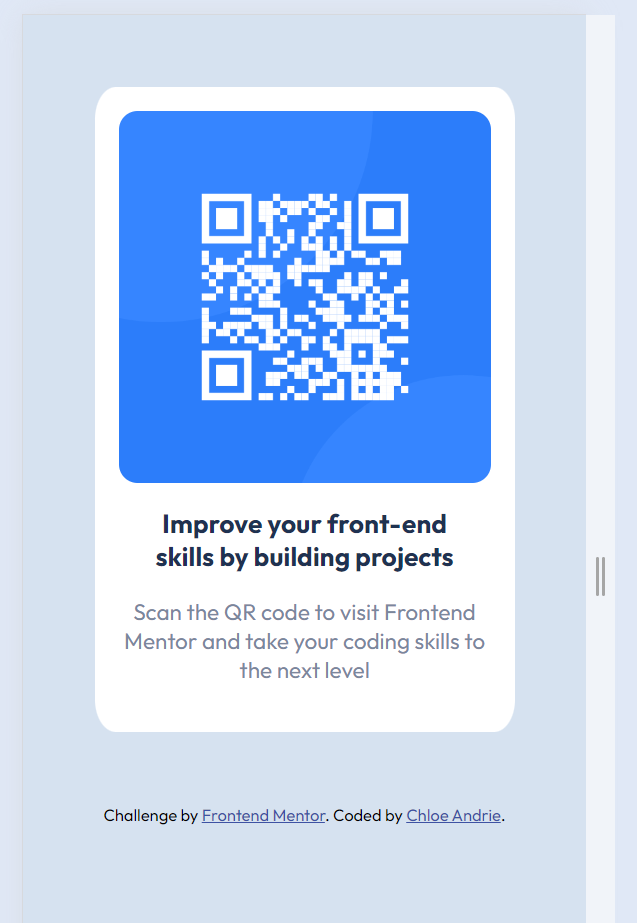 Improve your front-end
skills by building projects
Scan the QR code to visit Frontend
Mentor and take your coding skills to
the next level
Challenge by Frontend Mentor. Coded by Chloe Andrie.